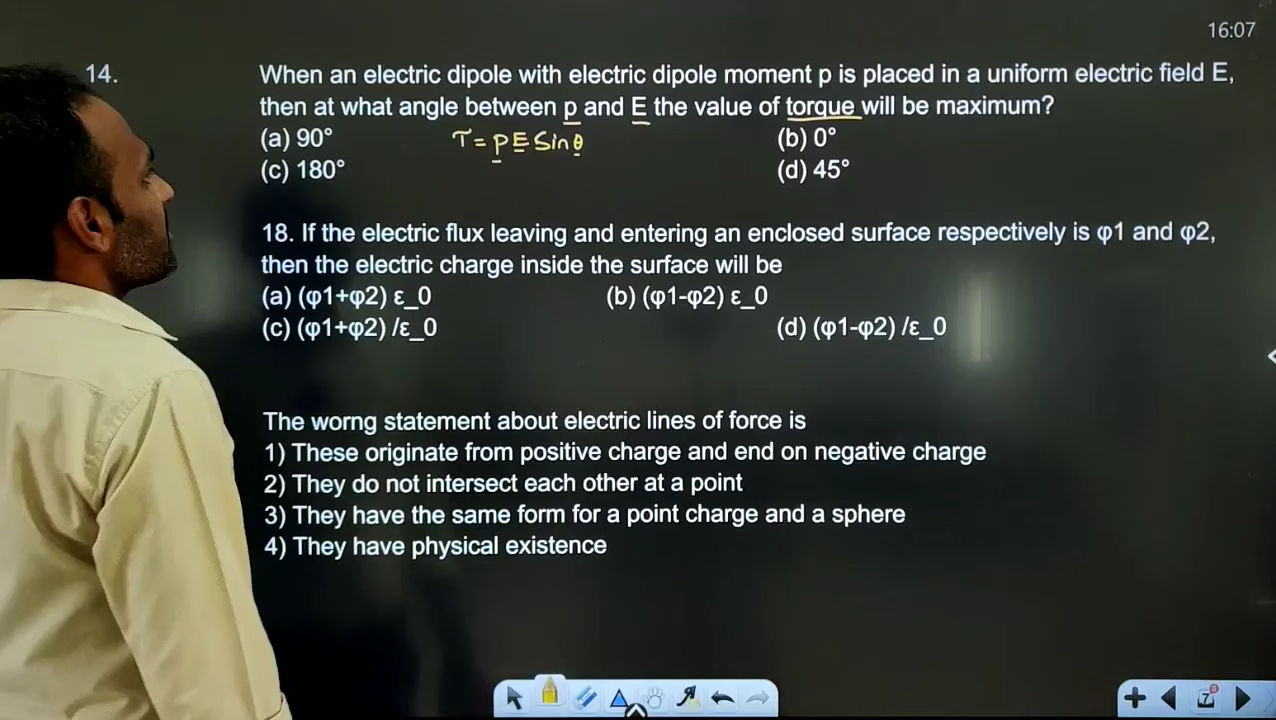 16:07
14. When an electric dipole with electric dipole moment p is placed in a uniform electric field E,
then at what angle between p and E the value of torque will be maximum?
(a) 90° τ = pE Sinθ (b) 0°
(c) 180° (d) 45°
18. If the electric flux leaving and entering an enclosed surface respectively is φ1 and φ2,
then the electric charge inside the surface will be
(a) (φ1+φ2) ε_0 (b) (φ1-φ2) ε_0
(c) (φ1+φ2) /ε_0 (d) (φ1-φ2) /ε_0
The worng statement about electric lines of force is
1) These originate from positive charge and end on negative charge
2) They do not intersect each other at a point
3) They have the same form for a point charge and a sphere
4) They have physical existence
7